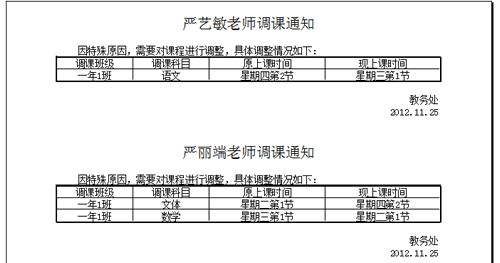 严艺敏老师调课通知
因特殊原因，需要对课程进行调整，具体调整情况如下：
调课班级 调课科目 原上课时间 现上课时间
一年1班 语文 星期四第2节 星期三第1节
教务处
2012.11.25
严丽端老师调课通知
因特殊原因，需要对课程进行调整，具体调整情况如下：
调课班级 调课科目 原上课时间 现上课时间
一年1班 文体 星期二第1节 星期四第2节
一年1班 数学 星期三第1节 星期二第1节
教务处
2012.11.25